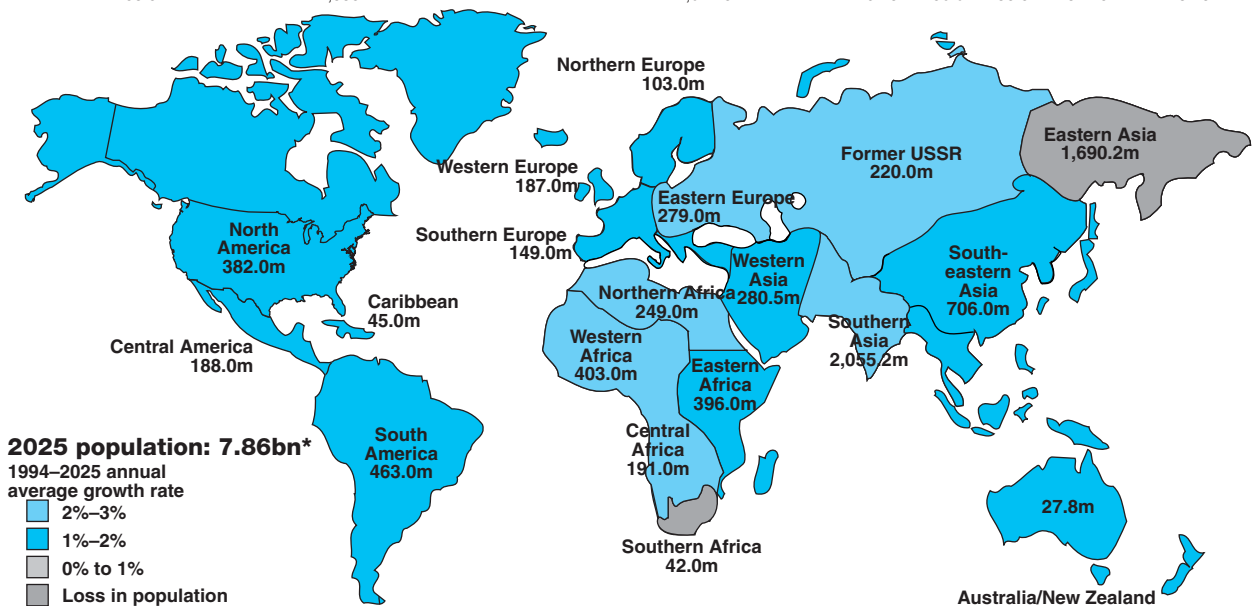 Northern Europe
103.0m
Eastern Asia
1,690.2m
Former USSR
220.0m
Western Europe
187.0m
Eastern Europe
279.0m
North
America
382.0m
Southern Europe
149.0m
Western
Asia
280.5m
South-
eastern
Asia
706.0m
Northern Africa
249.0m
Caribbean
45.0m
Southern
Asia
2,055.2m
Central America
188.0m
Western
Africa
403.0m
Eastern
Africa
396.0m
South
America
463.0m
Central
Africa
191.0m
2025 population: 7.86bn*
1994–2025 annual
average growth rate
2%–3%
1%–2%
0% to 1%
Loss in population
27.8m
Southern Africa
42.0m
Australia/New Zealand